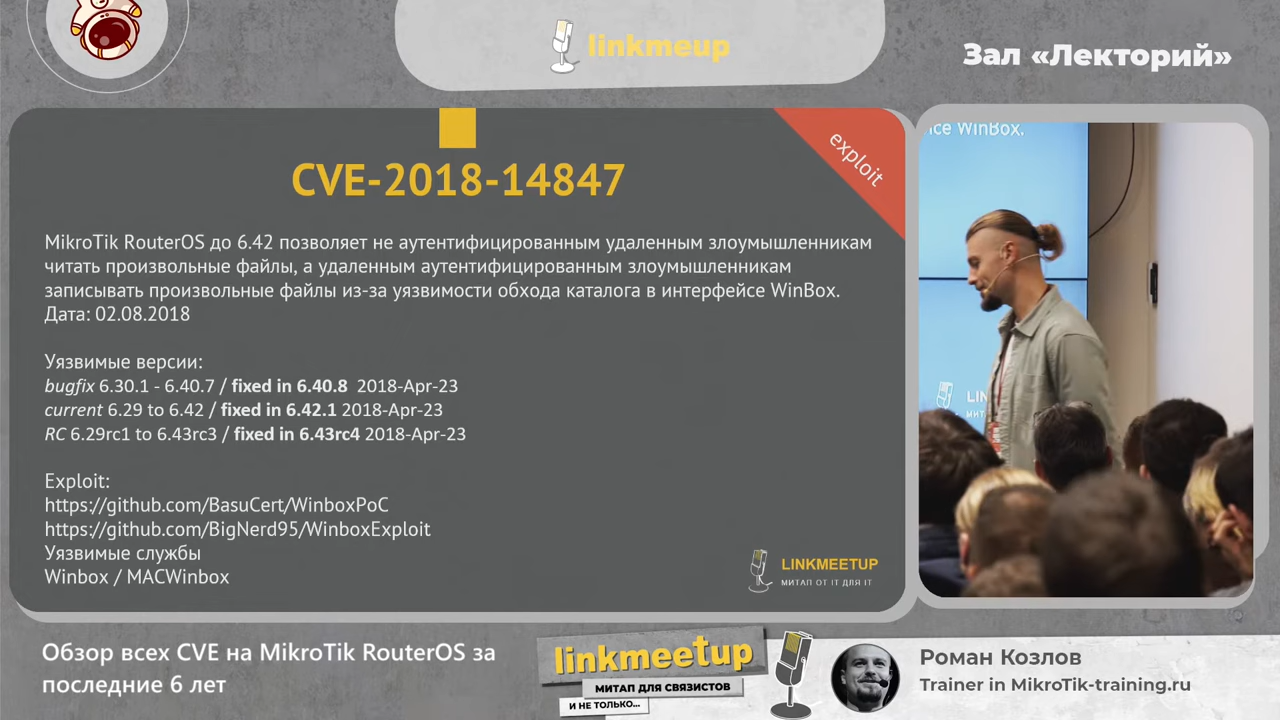 linkmeup
Зал «Лекторий»
exploit
CVE-2018-14847
MikroTik RouterOS до 6.42 позволяет не аутентифицированным удаленным злоумышленникам
читать произвольные файлы, а удаленным аутентифицированным злоумышленникам
записывать произвольные файлы из-за уязвимости обхода каталога в интерфейсе WinBox.
Дата: 02.08.2018
Уязвимые версии:
bugfix 6.30.1 - 6.40.7 / fixed in 6.40.8 2018-Apr-23
current 6.29 to 6.42 / fixed in 6.42.1 2018-Apr-23
RC 6.29rc1 to 6.43rc3 / fixed in 6.43rc4 2018-Apr-23
Exploit:
https://github.com/BasuCert/WinboxPoC
https://github.com/BigNerd95/WinboxExploit
Уязвимые службы
Winbox / MACWinbox
LINKMEETUP
МИТАП ОТ IT ДЛЯ IT
WinBox.
Обзор всех CVE на MikroTik RouterOS за
последние 6 лет
linkmeetup
МИТАП ДЛЯ СВЯЗИСТОВ
И НЕ ТОЛЬКО...
Роман Козлов
Trainer in MikroTik-training.ru